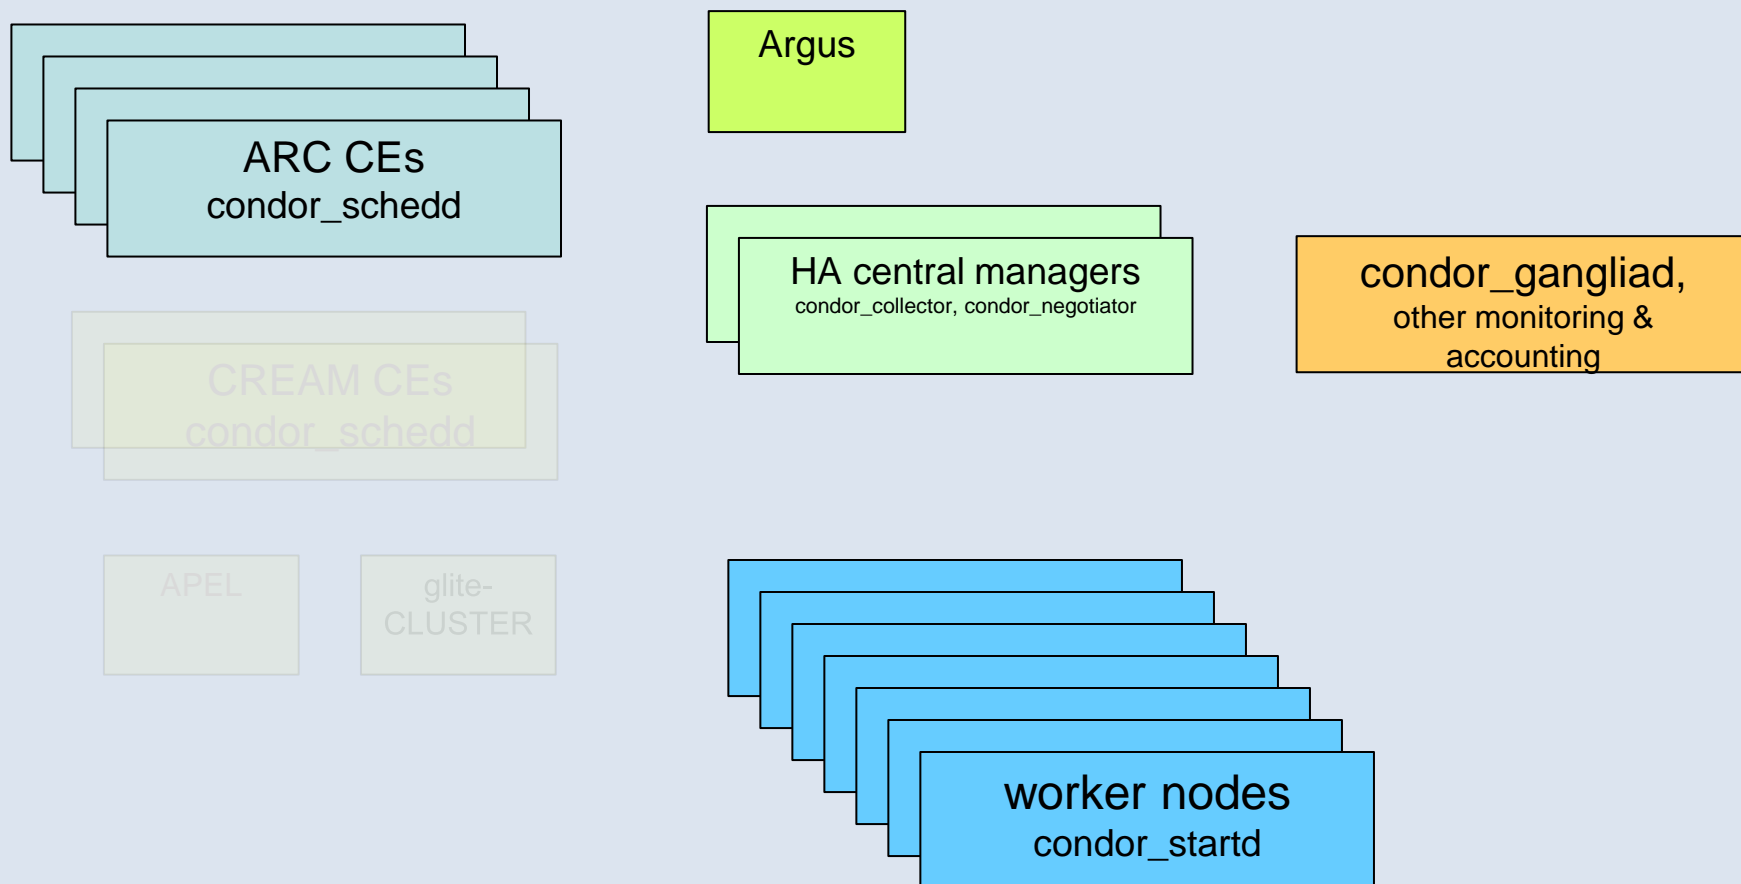 Argus
ARC CEs
condor_schedd
HA central managers
condor_collector, condor_negotiator
condor_gangliad,
other monitoring &
accounting
CREAM CEs
condor_schedd
APEL
glite-
CLUSTER
worker nodes
condor_startd